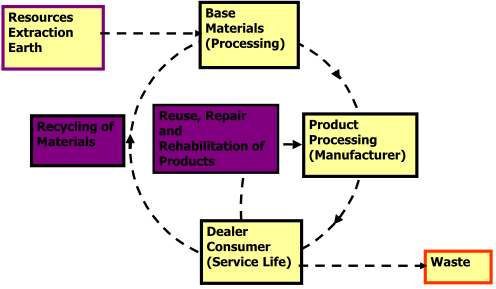 Resources
Extraction
Earth
Base
Materials
(Processing)
Recycling of
Materials
Reuse, Repair
and
Rehabilitation of
Products
Product
Processing
(Manufacturer)
Dealer
Consumer
(Service Life)
Waste